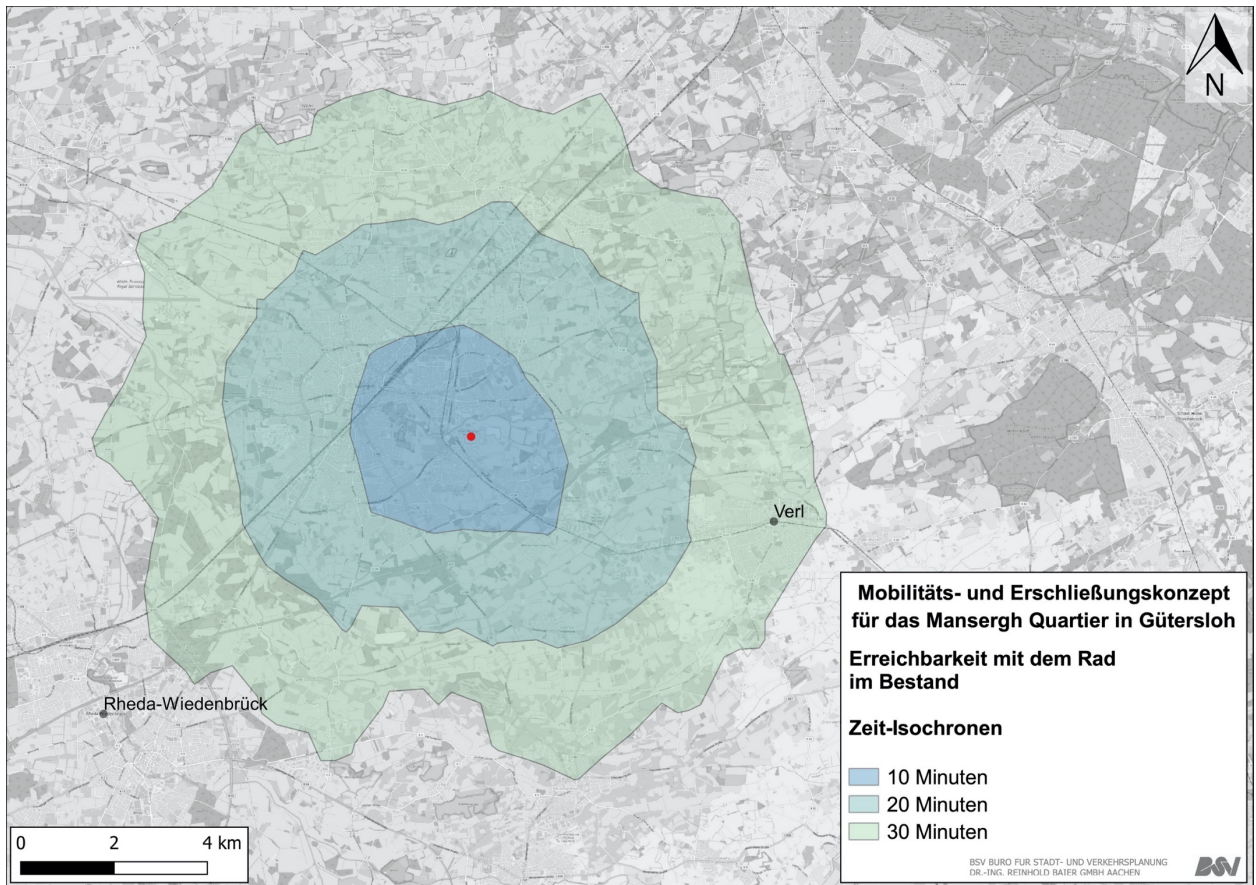 N
Verl
Rheda-Wiedenbrück
Mobilitäts- und Erschließungskonzept
für das Mansergh Quartier in Gütersloh
Erreichbarkeit mit dem Rad
im Bestand
Zeit-Isochronen
10 Minuten
20 Minuten
30 Minuten
0 2 4 km
BSV BÜRO FÜR STADT- UND VERKEHRSPLANUNG
DR.-ING. REINHOLD BAIER GMBH AACHEN
BSV